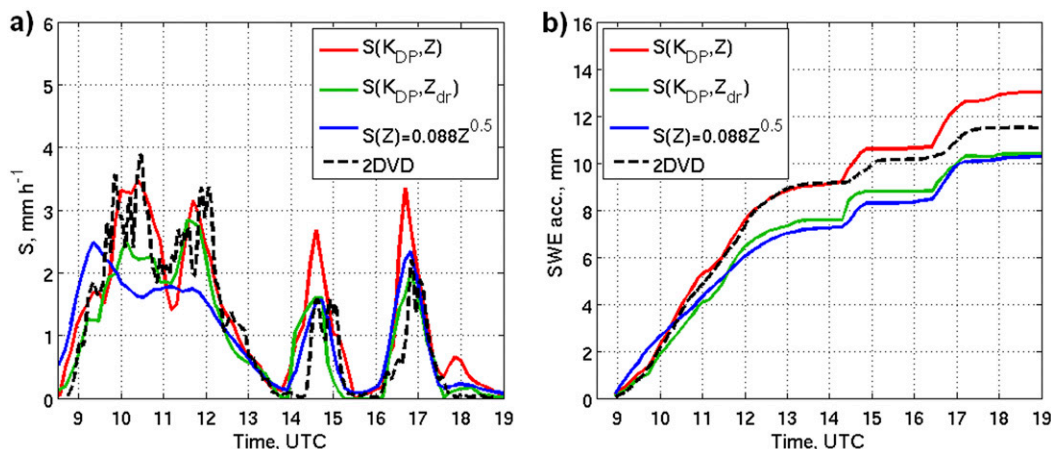 a)
6
5
4
3
2
1
0
S, mm h⁻¹
S(K_DP,Z)
S(K_DP,Z_dr)
S(Z)=0.088Z^0.5
2DVD
9 10 11 12 13 14 15 16 17 18 19
Time, UTC
b)
16
14
12
10
8
6
4
2
0
SWE acc., mm
S(K_DP,Z)
S(K_DP,Z_dr)
S(Z)=0.088Z^0.5
2DVD
9 10 11 12 13 14 15 16 17 18 19
Time, UTC